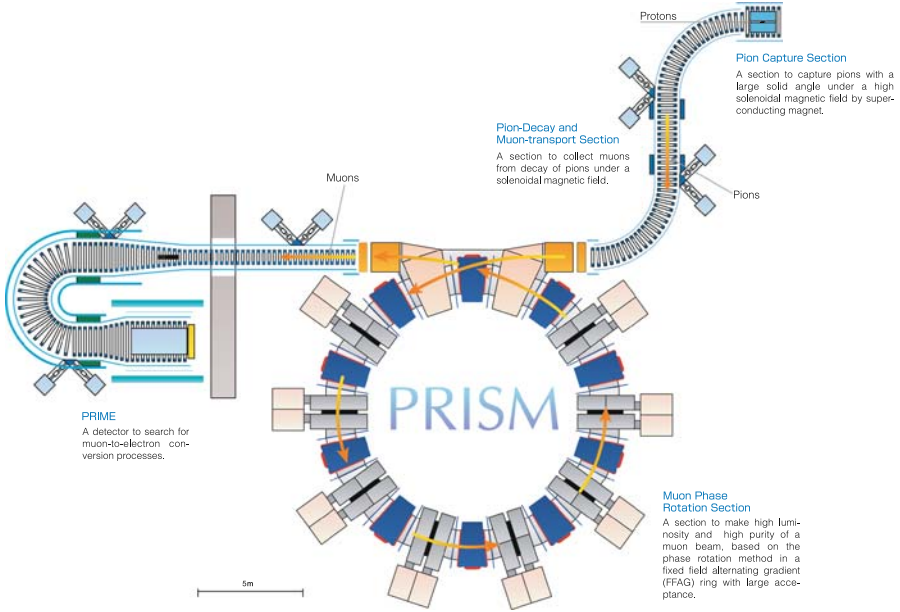 Protons
Pion Capture Section
A section to capture pions with a
large solid angle under a high
solenoidal magnetic field by super-
conducting magnet.
Pion-Decay and
Muon-transport Section
A section to collect muons
from decay of pions under a
solenoidal magnetic field.
Muons
Pions
PRISM
PRIME
A detector to search for
muon-to-electron con-
version processes.
Muon Phase
Rotation Section
A section to make high lumi-
nosity and high purity of a
muon beam, based on the
phase rotation method in a
fixed field alternating gradient
(FFAG) ring with large acce-
ptance.
5m